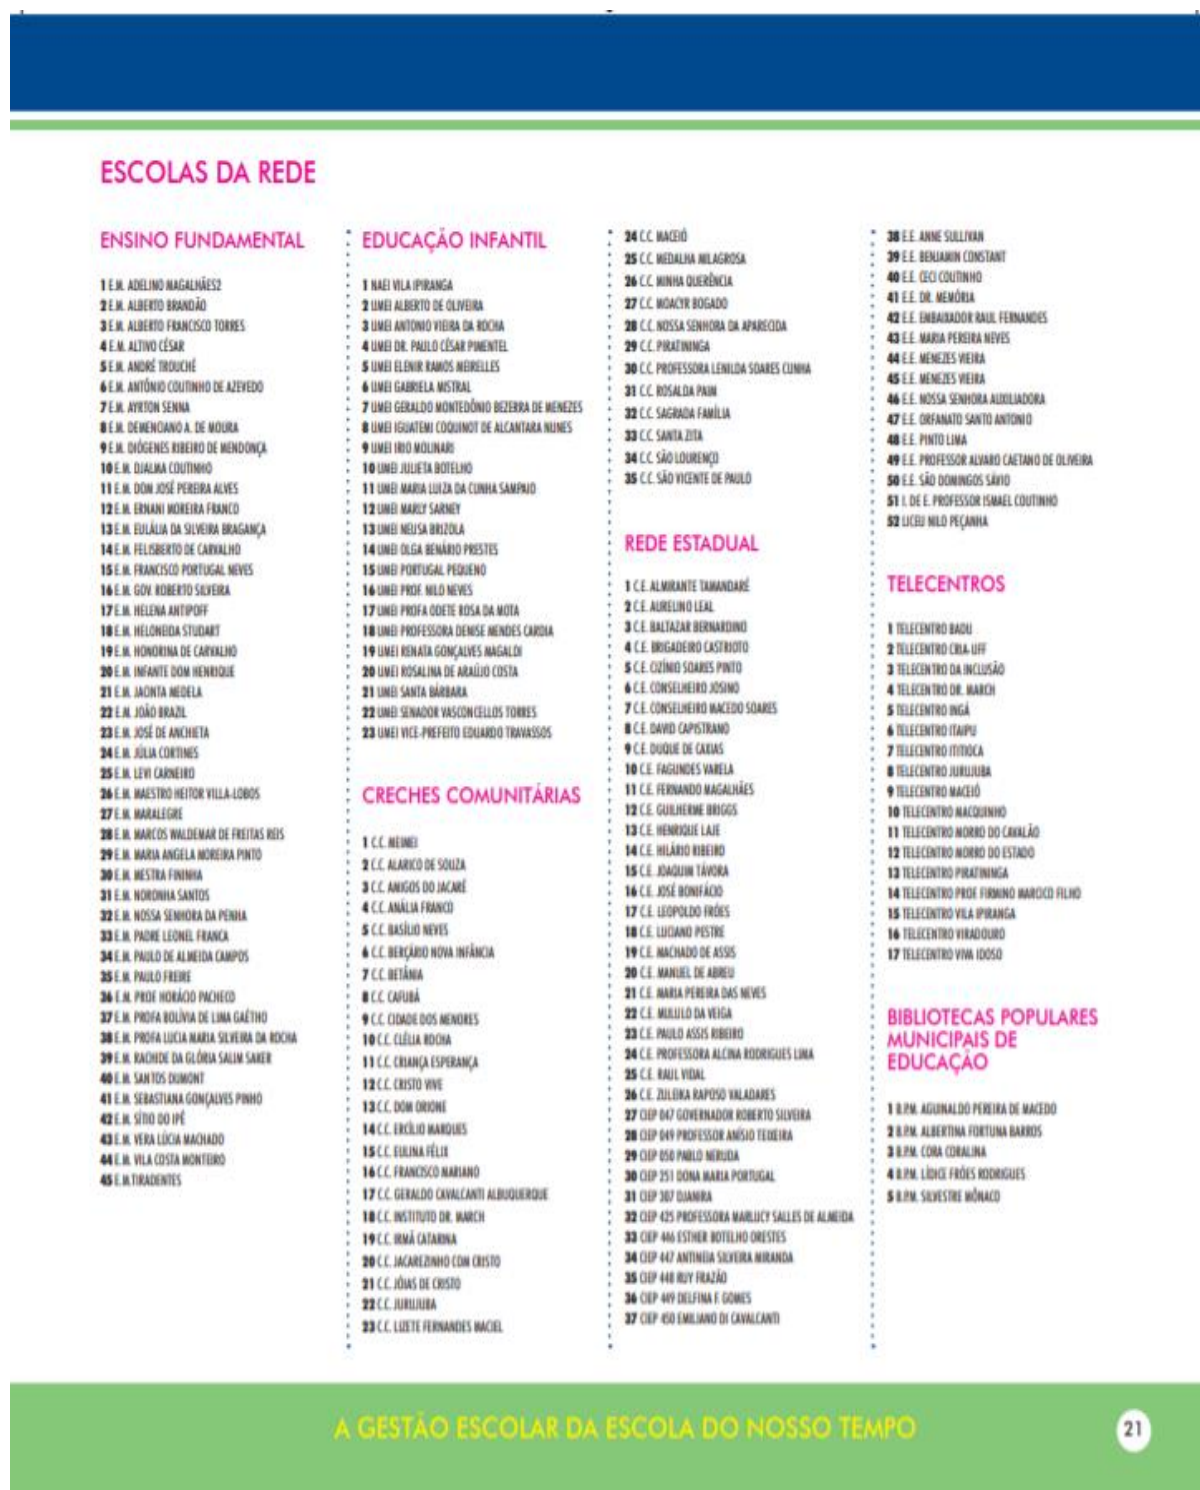 ESCOLAS DA REDE
ENSINO FUNDAMENTAL
1 E.M. ADELINO MAGALHÃES2
2 E.M. ALBERTO BRANDÃO
3 E.M. ALBERTO FRANCISCO TORRES
4 E.M. ALTIVO CÉSAR
5 E.M. ANDRÉ TROUCHÉ
6 E.M. ANTÔNIO COUTINHO DE AZEVEDO
7 E.M. AYRTON SENNA
8 E.M. DEMENCIANO A. DE MOURA
9 E.M. DIÓGENES RIBEIRO DE MENDONÇA
10 E.M. DJALMA COUTINHO
11 E.M. DOM JOSÉ PEREIRA ALVES
12 E.M. ERNANI MOREIRA FRANCO
13 E.M. EULÁLIA DA SILVEIRA BRAGANÇA
14 E.M. FELISBERTO DE CARVALHO
15 E.M. FRANCISCO PORTUGAL NEVES
16 E.M. GOV. ROBERTO SILVEIRA
17 E.M. HELENA ANTIPOFF
18 E.M. HELONEIDA STUDART
19 E.M. HONORINA DE CARVALHO
20 E.M. INFANTE DOM HENRIQUE
21 E.M. JACINTA MEDELA
22 E.M. JOÃO BRAZIL
23 E.M. JOSÉ DE ANCHIETA
24 E.M. JÚLIA CORTINES
25 E.M. LEVI CARNEIRO
26 E.M. MAESTRO HEITOR VILLA-LOBOS
27 E.M. MARALEGRE
28 E.M. MARCOS WALDEMAR DE FREITAS REIS
29 E.M. MARIA ANGELA MOREIRA PINTO
30 E.M. MESTRA FININHA
31 E.M. NORONHA SANTOS
32 E.M. NOSSA SENHORA DA PENHA
33 E.M. PADRE LEONEL FRANCA
34 E.M. PAULO DE ALMEIDA CAMPOS
35 E.M. PAULO FREIRE
36 E.M. PROF HORÁCIO PACHECO
37 E.M. PROFA BOLÍVIA DE LIMA GAÉTHO
38 E.M. PROFA LUCIA MARIA SILVEIRA DA ROCHA
39 E.M. RACHIDE DA GLÓRIA SALIM SAKER
40 E.M. SANTOS DUMONT
41 E.M. SEBASTIANA GONÇALVES PINHO
42 E.M. SÍTIO DO IPÊ
43 E.M. VERA LÚCIA MACHADO
44 E.M. VILA COSTA MONTEIRO
45 E.M.TIRADENTES
EDUCAÇÃO INFANTIL
1 NAEI VILA IPIRANGA
2 UMEI ALBERTO DE OLIVEIRA
3 UMEI ANTONIO VIEIRA DA ROCHA
4 UMEI DR. PAULO CÉSAR PIMENTEL
5 UMEI ELENIR RAMOS MEIRELLES
6 UMEI GABRIELA MISTRAL
7 UMEI GERALDO MONTEDÔNIO BEZERRA DE MENEZES
8 UMEI IGUATEMI COQUINOT DE ALCANTARA NUNES
9 UMEI IRIO MOLINARI
10 UMEI JULIETA BOTELHO
11 UMEI MARIA LUIZA DA CUNHA SAMPAIO
12 UMEI MARLY SARNEY
13 UMEI NEUSA BRIZOLA
14 UMEI OLGA BENÁRIO PRESTES
15 UMEI PORTUGAL PEQUENO
16 UMEI PROF. NILO NEVES
17 UMEI PROFA ODETE ROSA DA MOTA
18 UMEI PROFESSORA DENISE MENDES CARDIA
19 UMEI RENATA GONÇALVES MAGALDI
20 UMEI ROSALINA DE ARAÚJO COSTA
21 UMEI SANTA BÁRBARA
22 UMEI SENADOR VASCONCELLOS TORRES
23 UMEI VICE-PREFEITO EDUARDO TRAVASSOS
CRECHES COMUNITÁRIAS
1 C.C. MEIMEI
2 C.C. ALARICO DE SOUZA
3 C.C. AMIGOS DO JACARÉ
4 C.C. ANÁLIA FRANCO
5 C.C. BASÍLIO NEVES
6 C.C. BERÇÁRIO NOVA INFÂNCIA
7 C.C. BETÂNIA
8 C.C. CAFUBÁ
9 C.C. CIDADE DOS MENORES
10 C.C. CLÉLIA ROCHA
11 C.C. CRIANÇA ESPERANÇA
12 C.C. CRISTO VIVE
13 C.C. DOM ORIONE
14 C.C. ERCÍLIO MARQUES
15 C.C. EULINA FÉLIX
16 C.C. FRANCISCO MARIANO
17 C.C. GERALDO CAVALCANTI ALBUQUERQUE
18 C.C. INSTITUTO DR. MARCH
19 C.C. IRMÃ CATARINA
20 C.C. JACAREZINHO COM CRISTO
21 C.C. JÓIAS DE CRISTO
22 C.C. JURUJUBA
23 C.C. LIZETE FERNANDES MACIEL
24 C.C. MACEIÓ
25 C.C. MEDALHA MILAGROSA
26 C.C. MINHA QUERÊNCIA
27 C.C. MOACYR BOGADO
28 C.C. NOSSA SENHORA DA APARECIDA
29 C.C. PIRATININGA
30 C.C. PROFESSORA LENILDA SOARES CUNHA
31 C.C. ROSALDA PAIM
32 C.C. SAGRADA FAMÍLIA
33 C.C. SANTA ZITA
34 C.C. SÃO LOURENÇO
35 C.C. SÃO VICENTE DE PAULO
REDE ESTADUAL
1 C.E. ALMIRANTE TAMANDARÉ
2 C.E. AURELINO LEAL
3 C.E. BALTAZAR BERNARDINO
4 C.E. BRIGADEIRO CASTRIOTO
5 C.E. CIZÍNIO SOARES PINTO
6 C.E. CONSELHEIRO JOSINO
7 C.E. CONSELHEIRO MACEDO SOARES
8 C.E. DAVID CAPISTRANO
9 C.E. DUQUE DE CAXIAS
10 C.E. FAGUNDES VARELA
11 C.E. FERNANDO MAGALHÃES
12 C.E. GUILHERME BRIGGS
13 C.E. HENRIQUE LAJE
14 C.E. HILÁRIO RIBEIRO
15 C.E. JOAQUIM TÁVORA
16 C.E. JOSÉ BONIFÁCIO
17 C.E. LEOPOLDO FRÓES
18 C.E. LUCIANO PESTRE
19 C.E. MACHADO DE ASSIS
20 C.E. MANUEL DE ABREU
21 C.E. MARIA PEREIRA DAS NEVES
22 C.E. MULULO DA VEIGA
23 C.E. PAULO ASSIS RIBEIRO
24 C.E. PROFESSORA ALCINA RODRIGUES LIMA
25 C.E. RAUL VIDAL
26 C.E. ZULEIKA RAPOSO VALADARES
27 CIEP 047 GOVERNADOR ROBERTO SILVEIRA
28 CIEP 049 PROFESSOR ANÍSIO TEIXEIRA
29 CIEP 050 PABLO NERUDA
30 CIEP 251 DONA MARIA PORTUGAL
31 CIEP 307 DJANIRA
32 CIEP 425 PROFESSORA MARLUCY SALLES DE ALMEIDA
33 CIEP 446 ESTHER BOTELHO ORESTES
34 CIEP 447 ANTINEIA SILVEIRA MIRANDA
35 CIEP 448 RUY FRAZÃO
36 CIEP 449 DELFINA F. GOMES
37 CIEP 450 EMILIANO DI CAVALCANTI
38 E.E. ANNE SULLIVAN
39 E.E. BENJAMIN CONSTANT
40 E.E. CECI COUTINHO
41 E.E. DR. MEMÓRIA
42 E.E. EMBAIXADOR RAUL FERNANDES
43 E.E. MARIA PEREIRA NEVES
44 E.E. MENEZES VIEIRA
45 E.E. MENEZES VIEIRA
46 E.E. NOSSA SENHORA AUXILIADORA
47 E.E. ORFANATO SANTO ANTONIO
48 E.E. PINTO LIMA
49 E.E. PROFESSOR ALVARO CAETANO DE OLIVEIRA
50 E.E. SÃO DOMINGOS SÁVIO
51 I. DE E. PROFESSOR ISMAEL COUTINHO
52 LICEU NILO PEÇANHA
TELECENTROS
1 TELECENTRO BADU
2 TELECENTRO CRIA-UFF
3 TELECENTRO DA INCLUSÃO
4 TELECENTRO DR. MARCH
5 TELECENTRO INGÁ
6 TELECENTRO ITAIPU
7 TELECENTRO ITITIOCA
8 TELECENTRO JURUJUBA
9 TELECENTRO MACEIÓ
10 TELECENTRO MACQUINHO
11 TELECENTRO MORRO DO CAVALÃO
12 TELECENTRO MORRO DO ESTADO
13 TELECENTRO PIRATININGA
14 TELECENTRO PROF FIRMINO MAROCO FILHO
15 TELECENTRO VILA IPIRANGA
16 TELECENTRO VIRADOURO
17 TELECENTRO VIVA IDOSO
BIBLIOTECAS POPULARES
MUNICIPAIS DE
EDUCAÇÃO
1 B.P.M. AGUINALDO PEREIRA DE MACEDO
2 B.P.M. ALBERTINA FORTUNA BARROS
3 B.P.M. CORA CORALINA
4 B.P.M. LÍDICE FRÓES RODRIGUES
5 B.P.M. SILVESTRE MÔNACO
A GESTÃO ESCOLAR DA ESCOLA DO NOSSO TEMPO
21